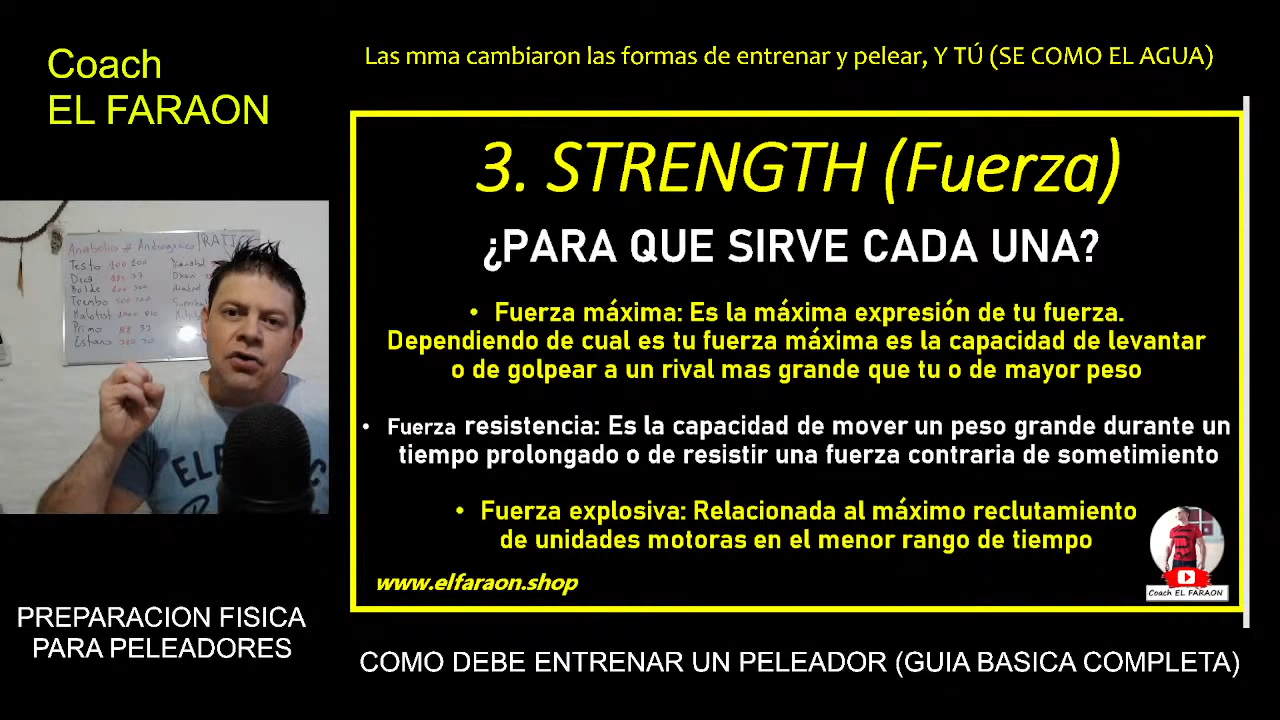 Coach
EL FARAON
Las mma cambiaron las formas de entrenar y pelear, Y TÚ (SE COMO EL AGUA)
3. STRENGTH (Fuerza)
¿PARA QUE SIRVE CADA UNA?
• Fuerza máxima: Es la máxima expresión de tu fuerza.
Dependiendo de cual es tu fuerza máxima es la capacidad de levantar
o de golpear a un rival mas grande que tu o de mayor peso
• Fuerza resistencia: Es la capacidad de mover un peso grande durante un
tiempo prolongado o de resistir una fuerza contraria de sometimiento
• Fuerza explosiva: Relacionada al máximo reclutamiento
de unidades motoras en el menor rango de tiempo
www.elfaraon.shop
Coach EL FARAON
Testo
Deca
Bolde
Trembo
Primo
PREPARACION FISICA
PARA PELEADORES
COMO DEBE ENTRENAR UN PELEADOR (GUIA BASICA COMPLETA)